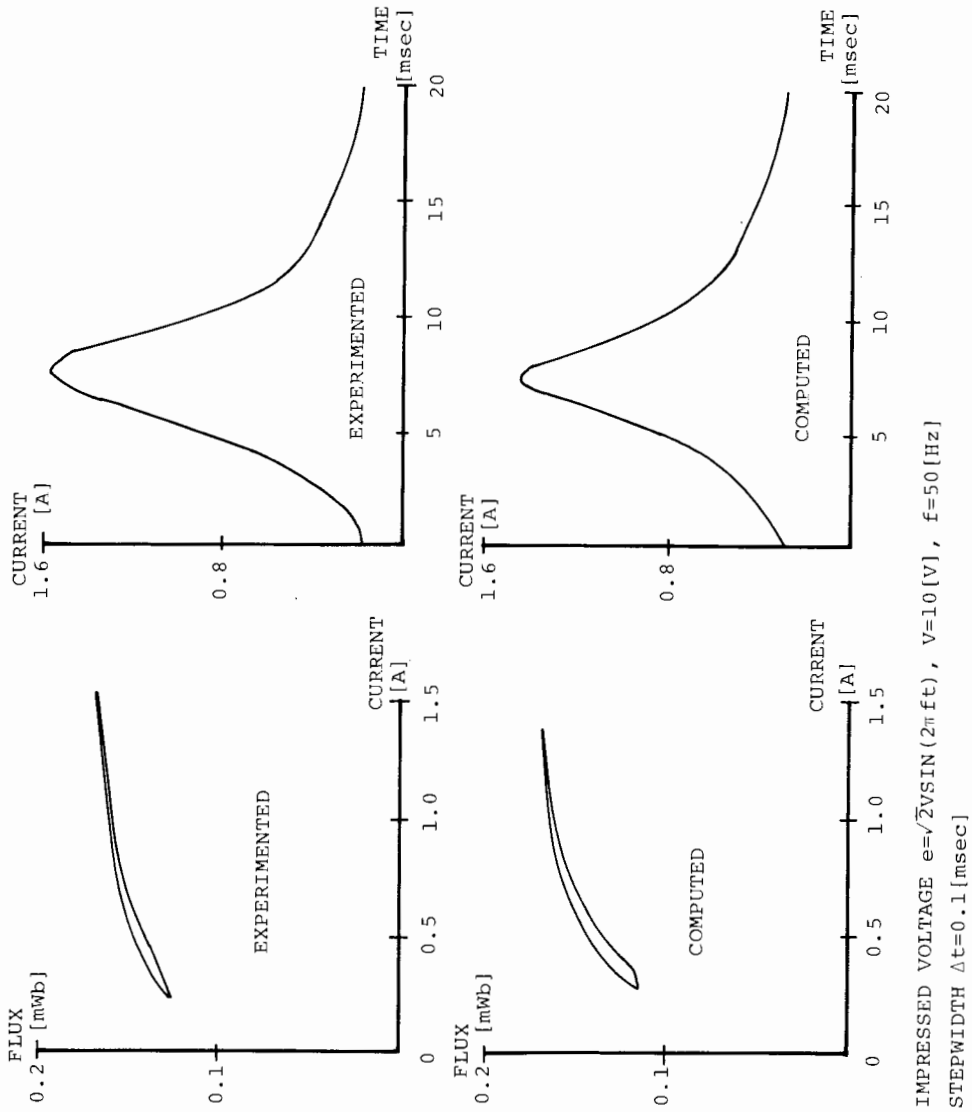 FLUX
[mWb]
0.2
0.1
0
0.5
1.0
1.5
CURRENT
[A]
EXPERIMENTED
CURRENT
[A]
1.6
0.8
5
10
15
20
TIME
[msec]
EXPERIMENTED
FLUX
[mWb]
0.2
0.1
0
0.5
1.0
1.5
CURRENT
[A]
COMPUTED
CURRENT
[A]
1.6
0.8
5
10
15
20
TIME
[msec]
COMPUTED
IMPRESSED VOLTAGE e=√2VSIN(2πft), V=10[V], f=50[Hz]
STEPWIDTH Δt=0.1[msec]